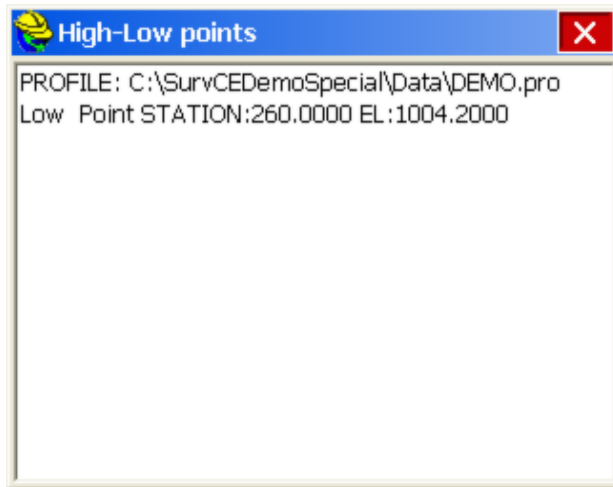 High-Low points
PROFILE: C:\SurvCEDemoSpecial\Data\DEMO.pro
Low  Point STATION:260.0000 EL:1004.2000